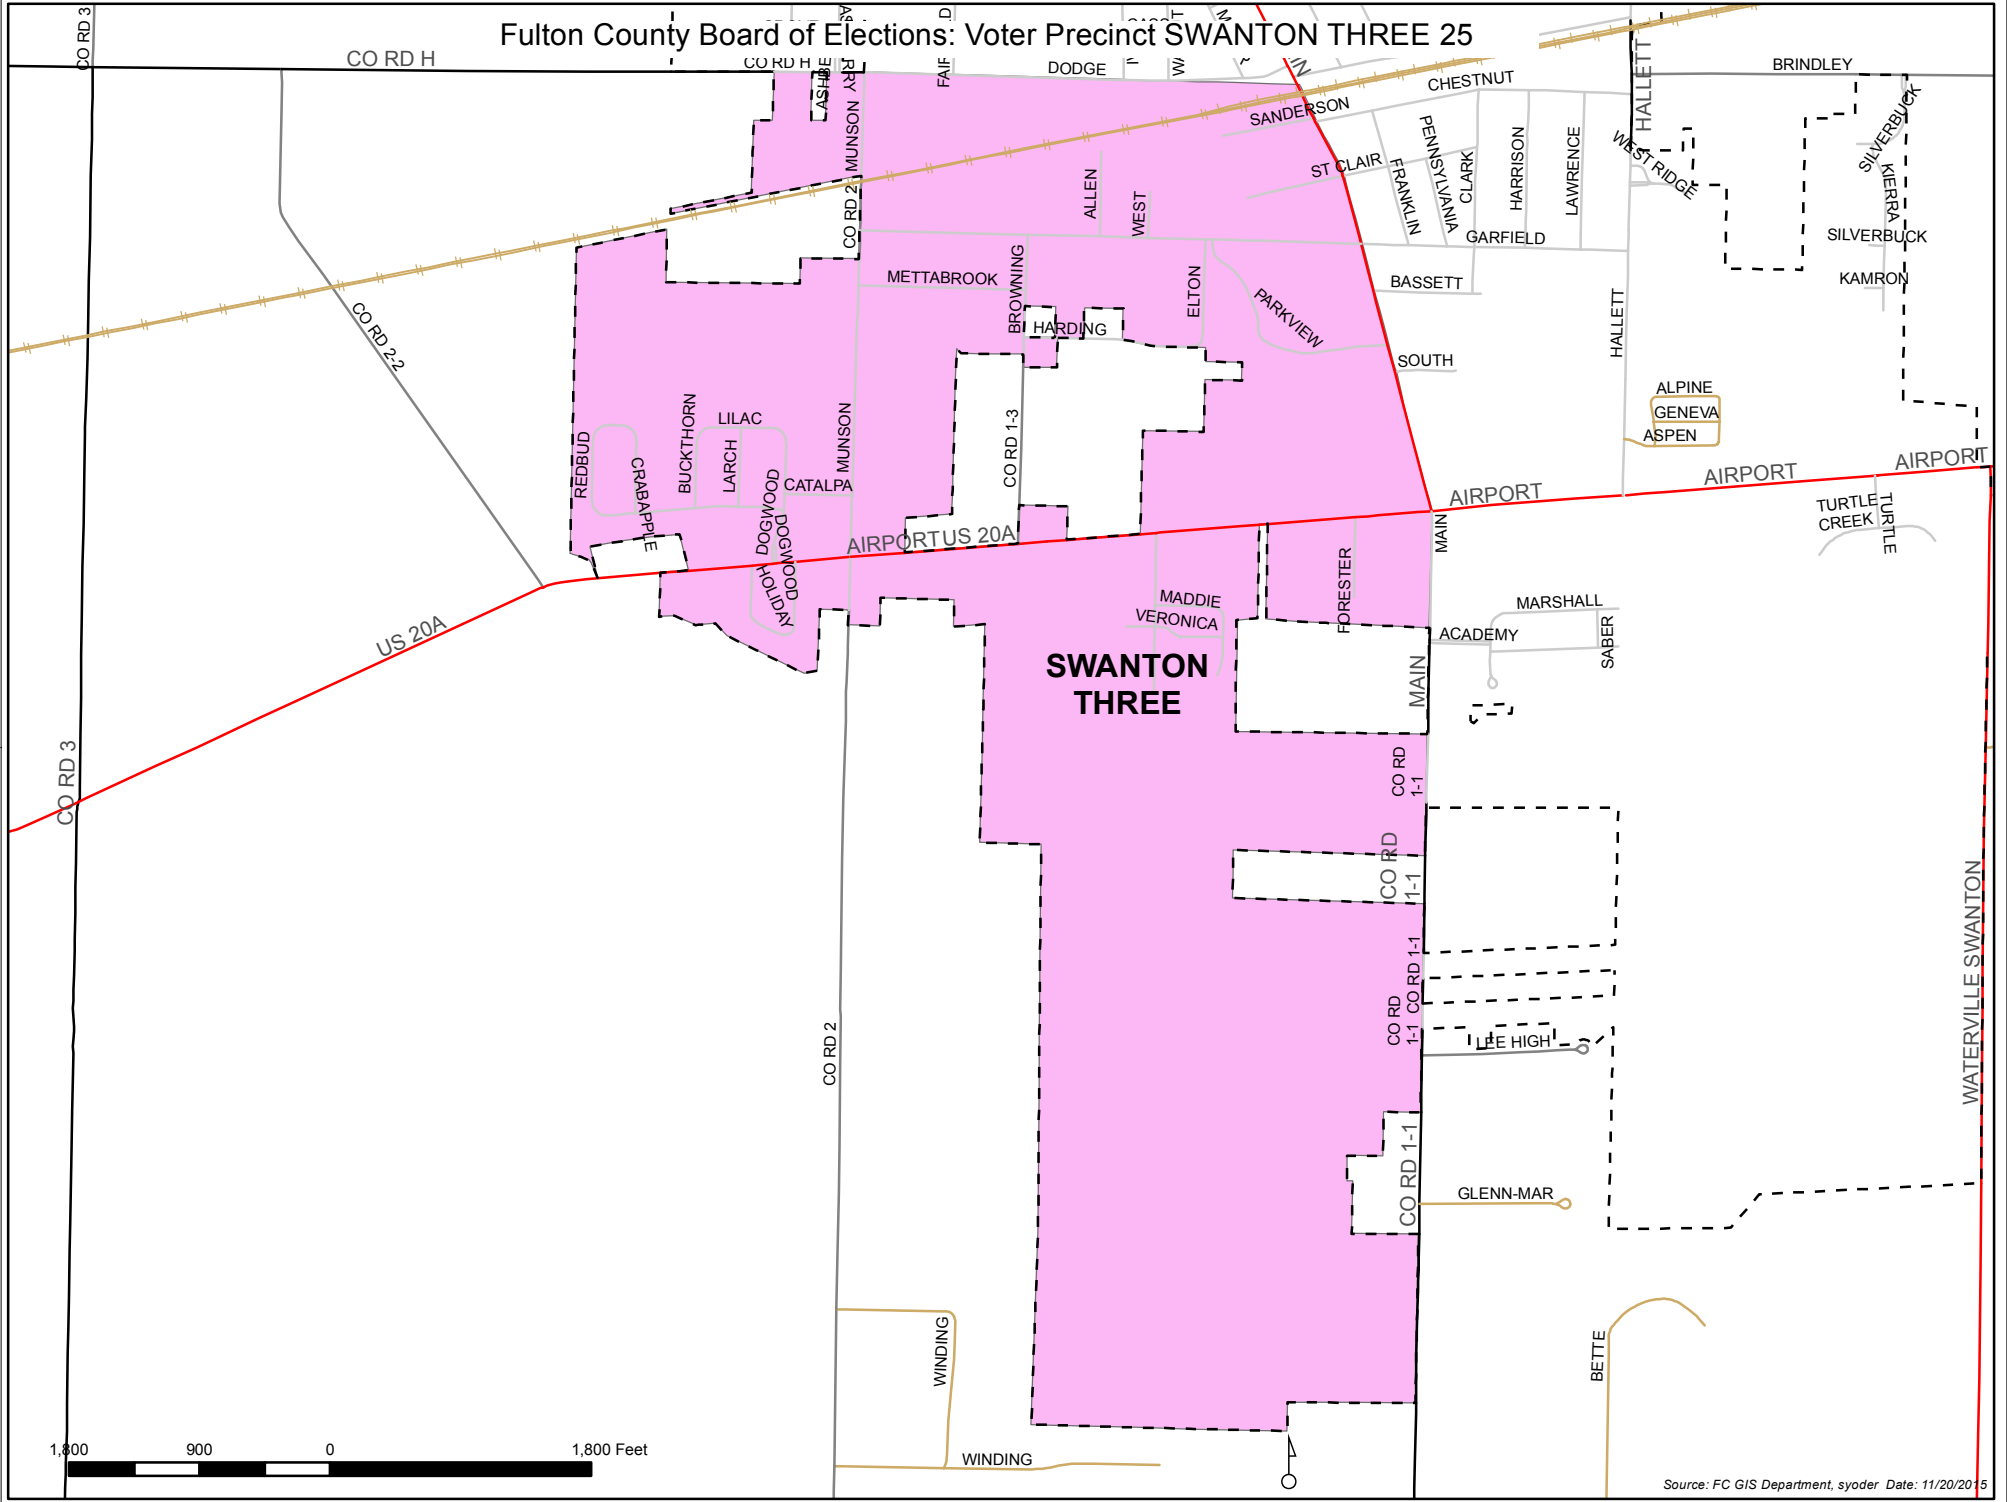 Fulton County Board of Elections: Voter Precinct SWANTON THREE 25
CO RD 3
CO RD H
CO RD H
DODGE
BRINDLEY
HALLETT
ASHBE
RRY
MUNSON
SANDERSON
CHESTNUT
SILVERBUCK
WEST RIDGE
ST CLAIR
FRANKLIN
PENNSYLVANIA
CLARK
HARRISON
LAWRENCE
KIERRA
CO RD 2
ALLEN
WEST
GARFIELD
SILVERBUCK
KAMRON
METTABROOK
BROWNING
ELTON
PARKVIEW
BASSETT
HARDING
HALLETT
CO RD 2-2
SOUTH
ALPINE
GENEVA
ASPEN
REDBUD
CRABAPPLE
BUCKTHORN
LILAC
LARCH
DOGWOOD
CATALPA
MUNSON
CO RD 1-3
AIRPORT
AIRPORT
AIRPORT
AIRPORT
US 20A
MAIN
TURTLE
CREEK
TURTLE
DOGWOOD
HOLIDAY
FORESTER
MADDIE
VERONICA
MARSHALL
ACADEMY
SABER
US 20A
SWANTON
THREE
MAIN
CO RD
1-1
CO RD 3
CO RD
1-1
WATERVILLE SWANTON
CO RD 1-1
CO RD
1-1
LEE HIGH
CO RD 2
CO RD 1-1
GLENN-MAR
WINDING
BETTE
WINDING
1,800 900 0 1,800 Feet
Source: FC GIS Department, syoder Date: 11/20/2015